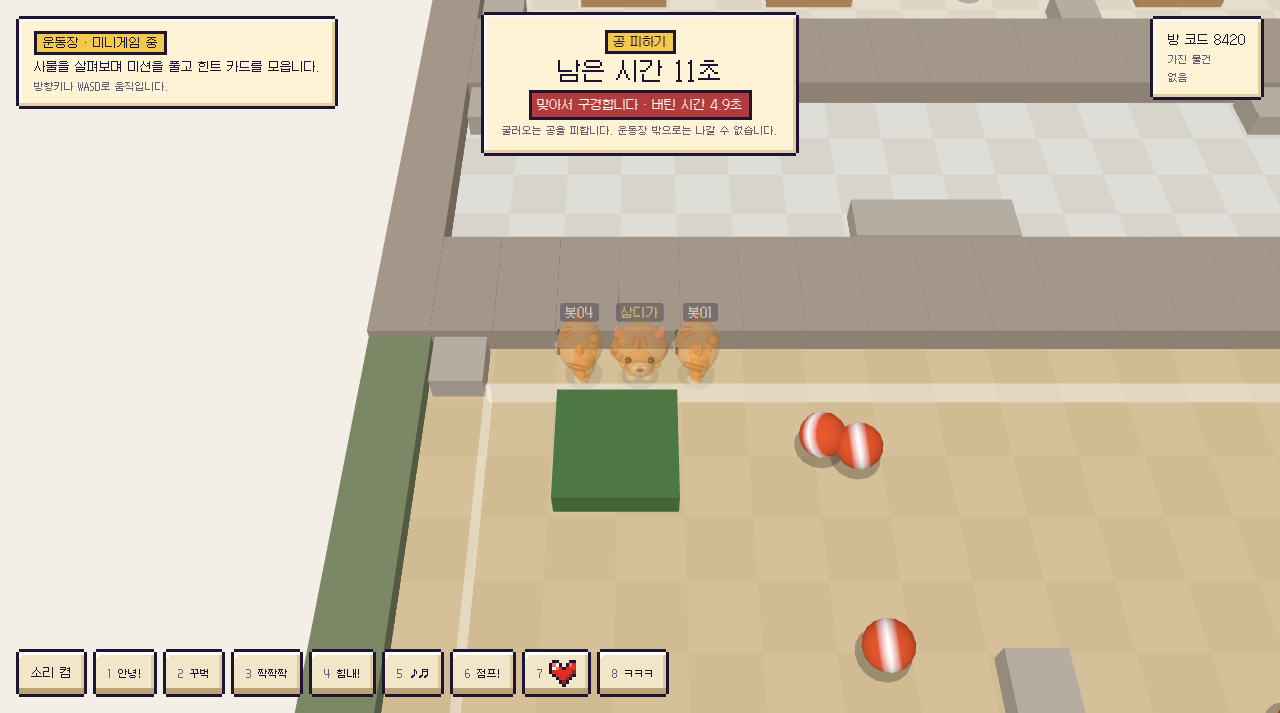 운동장 · 미니게임 중
사물을 살펴보며 미션을 풀고 힌트 카드를 모읍니다.
방향키나 WASD로 움직입니다.
공 피하기
남은 시간 11초
맞아서 구경합니다 · 버틴 시간 4.9초
굴러오는 공을 피합니다. 운동장 밖으로는 나갈 수 없습니다.
방 코드 8420
가진 물건
없음
봇04
삼디가
봇01
소리 켬
1 안녕!
2 꾸벅
3 짝짝짝
4 힘내!
5 ♪♬
6 점프!
7
8 ㅋㅋㅋ